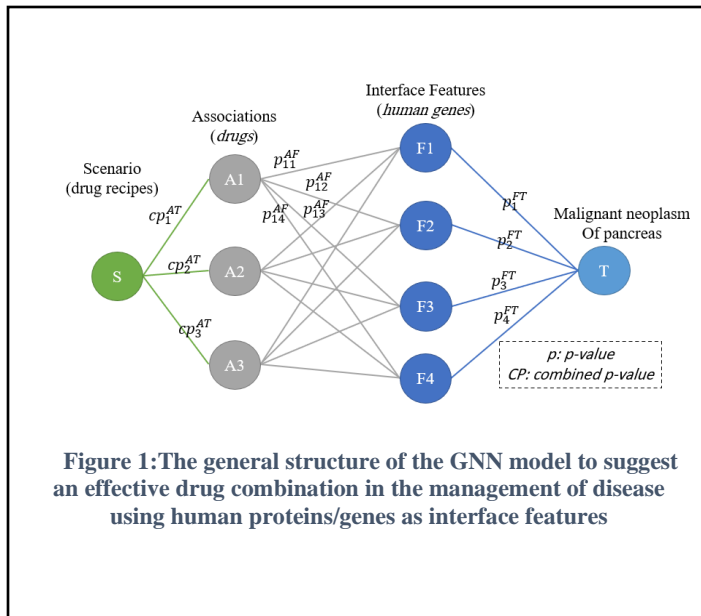 Interface Features
(human genes)
Associations
(drugs)
Scenario
(drug recipes)
Malignant neoplasm
Of pancreas
S
A1
A2
A3
F1
F2
F3
F4
T
cp₁ᴬᵀ
cp₂ᴬᵀ
cp₃ᴬᵀ
p₁₁ᴬᶠ
p₁₂ᴬᶠ
p₁₃ᴬᶠ
p₁₄ᴬᶠ
p₁ᶠᵀ
p₂ᶠᵀ
p₃ᶠᵀ
p₄ᶠᵀ
p: p-value
CP: combined p-value
Figure 1:The general structure of the GNN model to suggest
an effective drug combination in the management of disease
using human proteins/genes as interface features